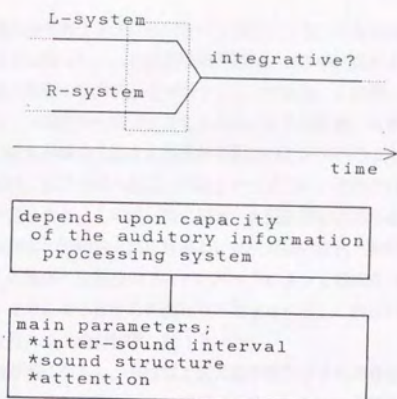 L-system
integrative?
R-system
time
depends upon capacity
of the auditory information
processing system
main parameters;
*inter-sound interval
*sound structure
*attention